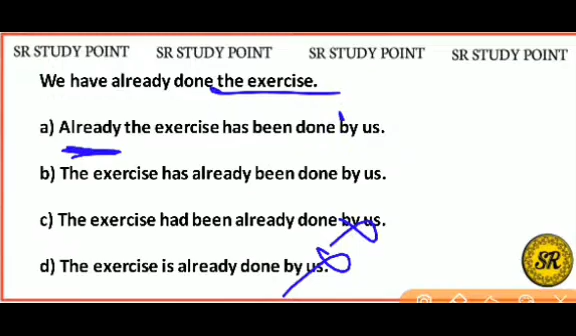 SR STUDY POINT SR STUDY POINT SR STUDY POINT SR STUDY POINT
We have already done the exercise.
a) Already the exercise has been done by us.
b) The exercise has already been done by us.
c) The exercise had been already done by us.
d) The exercise is already done by us.
SR